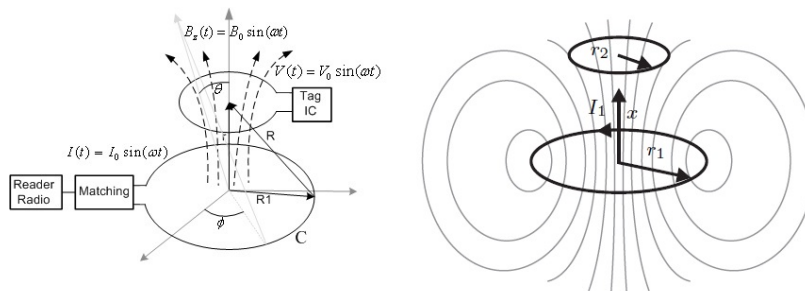 B_z(t) = B_0 sin(ωt)
V(t) = V_0 sin(ωt)
θ
Tag
IC
R
I(t) = I_0 sin(ωt)
Reader
Radio
Matching
R1
ϕ
C
r_2
I_1
x
r_1